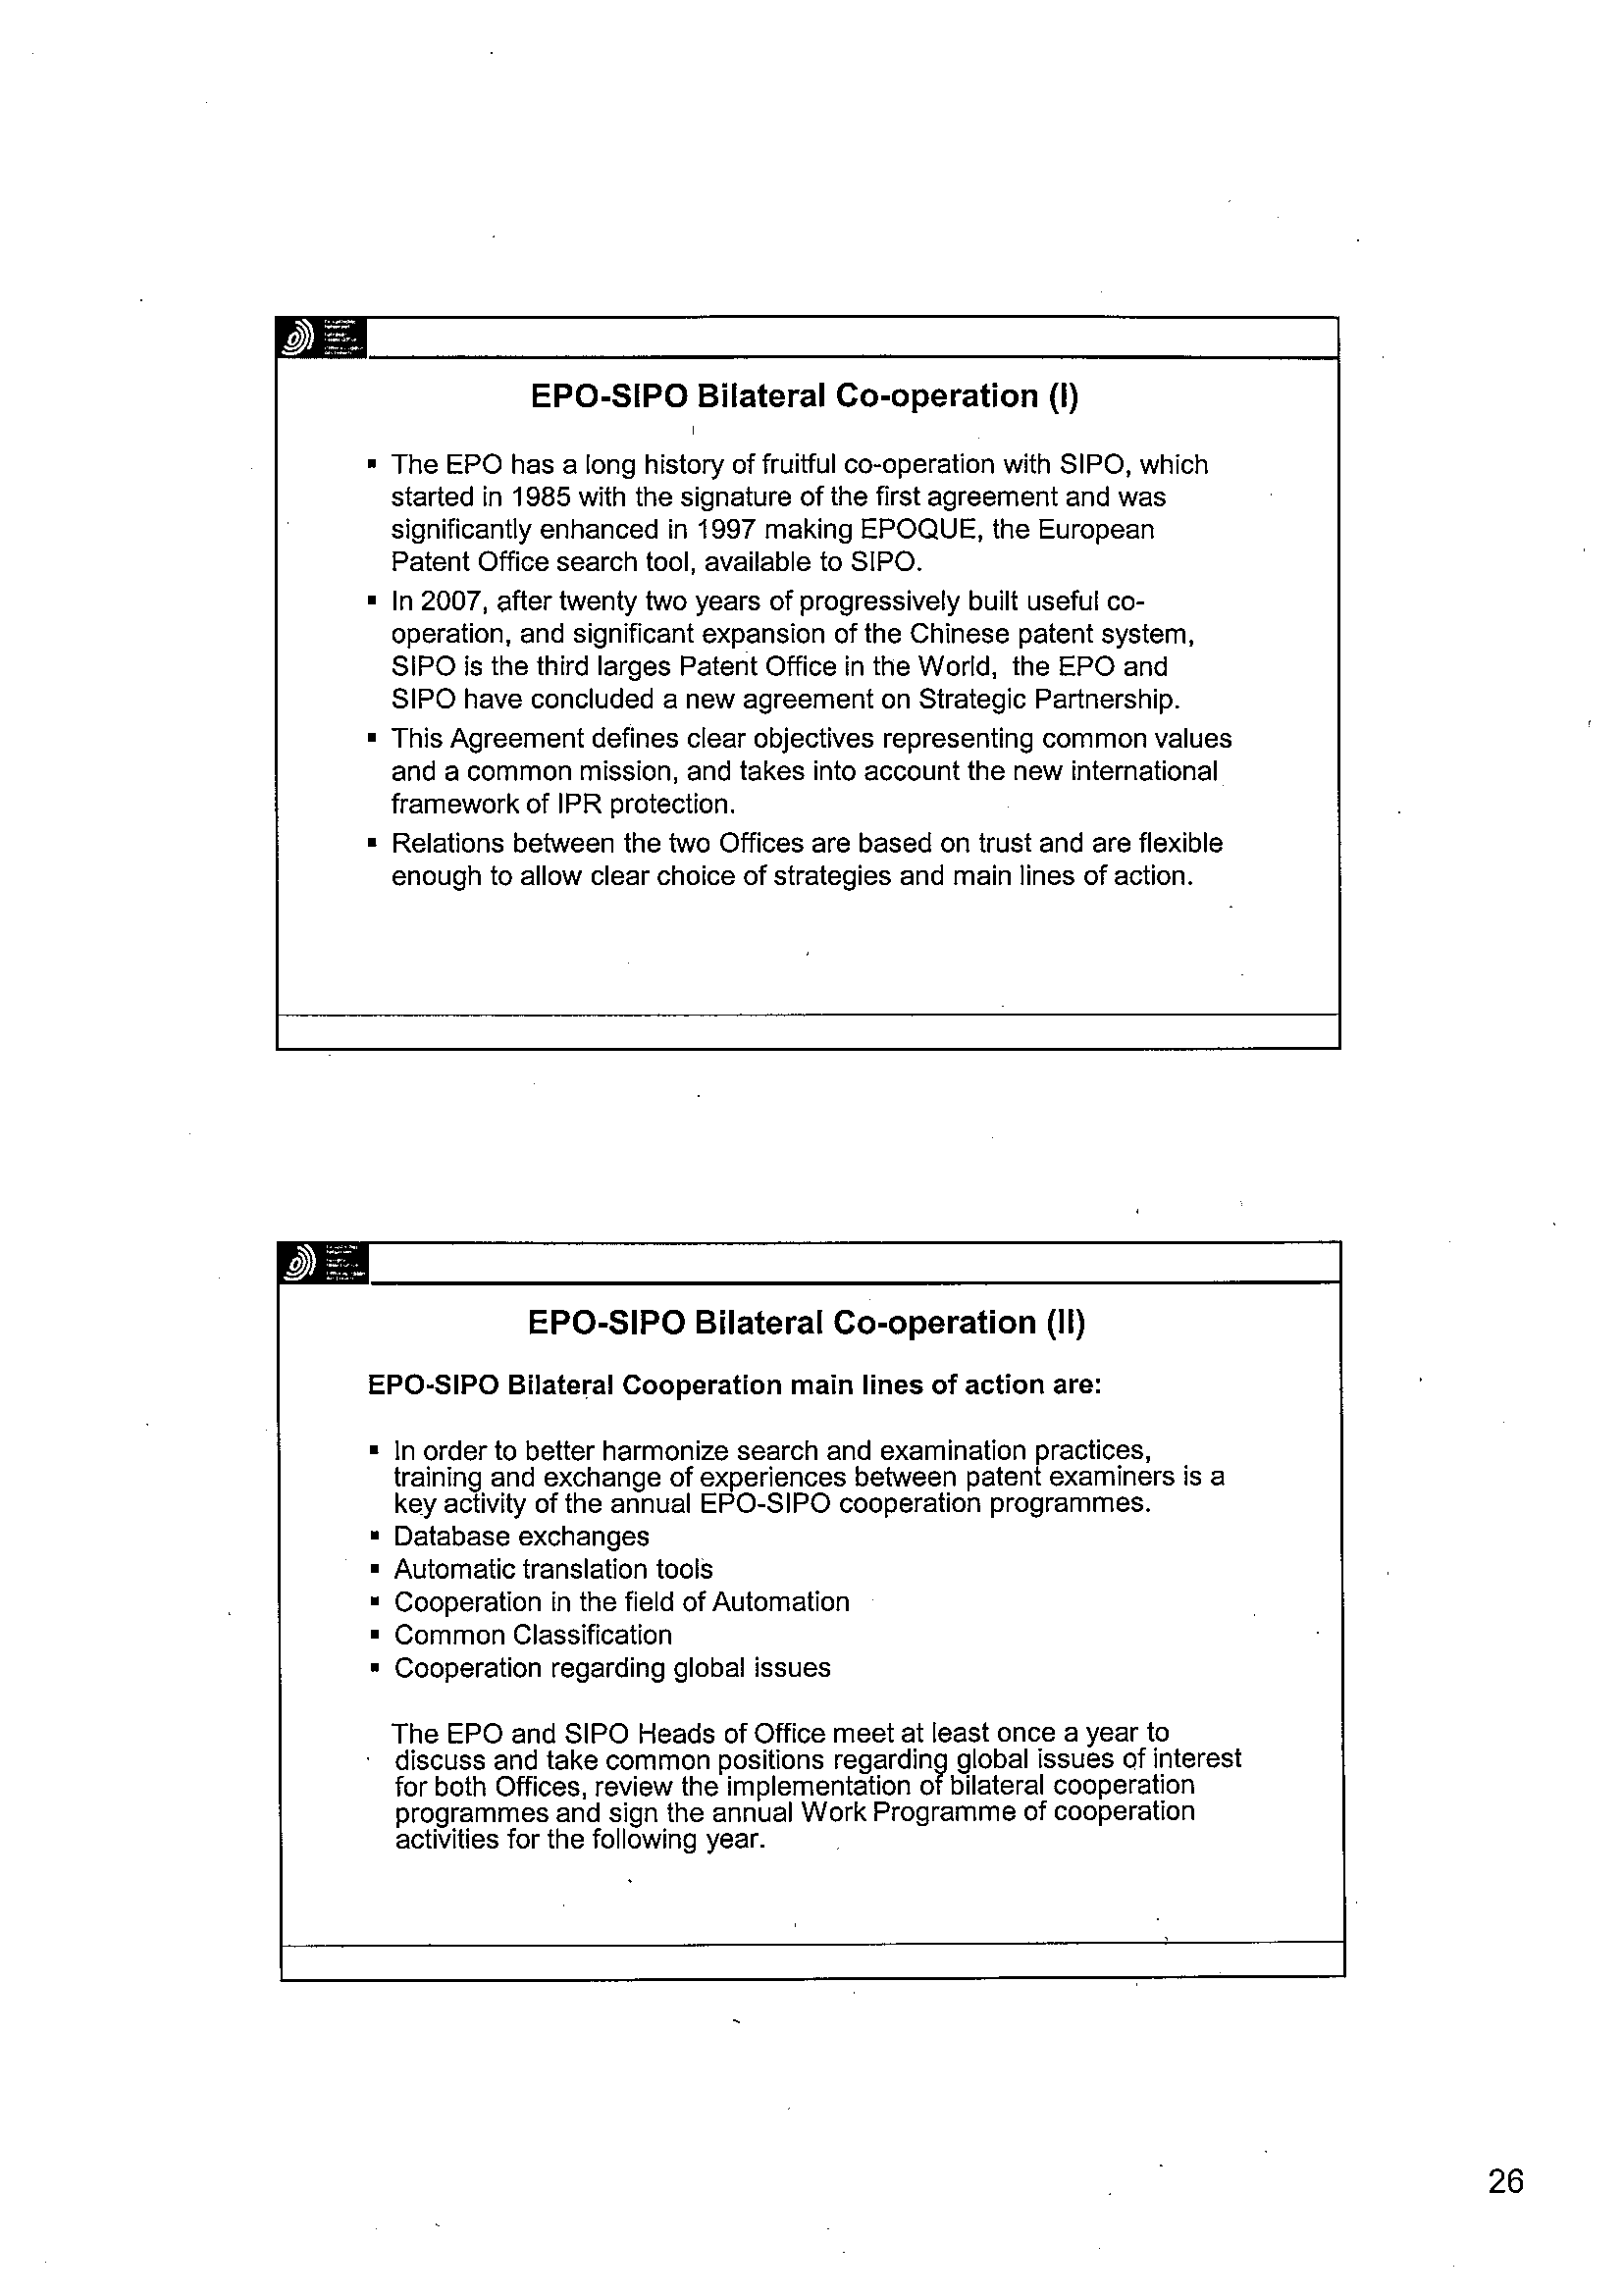 EPO-SIPO Bilateral Co-operation (I)
▪ The EPO has a long history of fruitful co-operation with SIPO, which
started in 1985 with the signature of the first agreement and was
significantly enhanced in 1997 making EPOQUE, the European
Patent Office search tool, available to SIPO.
▪ In 2007, after twenty two years of progressively built useful co-
operation, and significant expansion of the Chinese patent system,
SIPO is the third larges Patent Office in the World, the EPO and
SIPO have concluded a new agreement on Strategic Partnership.
▪ This Agreement defines clear objectives representing common values
and a common mission, and takes into account the new international
framework of IPR protection.
▪ Relations between the two Offices are based on trust and are flexible
enough to allow clear choice of strategies and main lines of action.
EPO-SIPO Bilateral Co-operation (II)
EPO-SIPO Bilateral Cooperation main lines of action are:
▪ In order to better harmonize search and examination practices,
training and exchange of experiences between patent examiners is a
key activity of the annual EPO-SIPO cooperation programmes.
▪ Database exchanges
▪ Automatic translation tools
▪ Cooperation in the field of Automation
▪ Common Classification
▪ Cooperation regarding global issues
The EPO and SIPO Heads of Office meet at least once a year to
discuss and take common positions regarding global issues of interest
for both Offices, review the implementation of bilateral cooperation
programmes and sign the annual Work Programme of cooperation
activities for the following year.
26